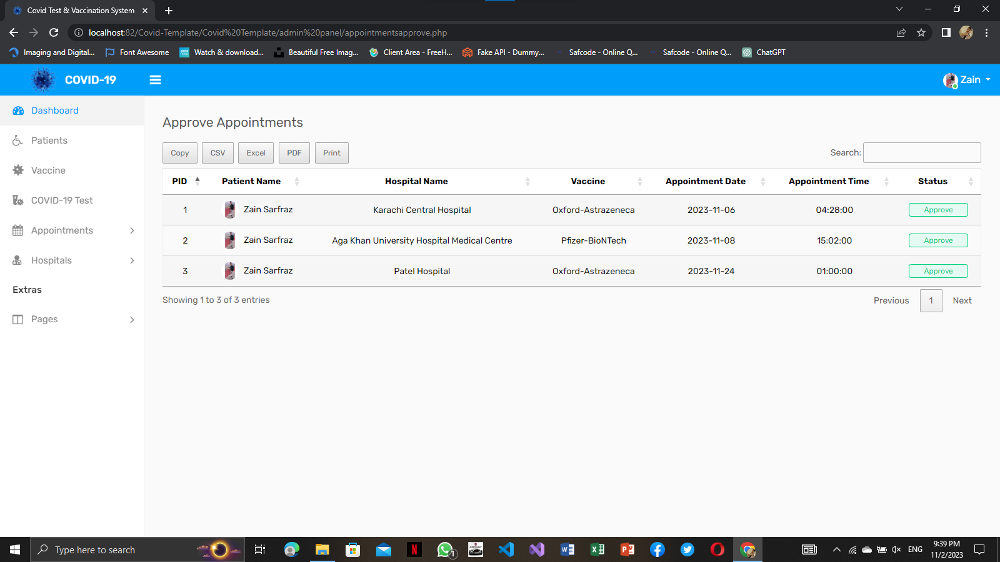 Covid Test & Vaccination System
localhost:82/Covid-Template/Covid%20Template/admin%20panel/appointmentsapprove.php
Imaging and Digital... Font Awesome Watch & download... Beautiful Free Imag... Client Area - FreeH... Fake API - Dummy... Safcode - Online Q... Safcode - Online Q... ChatGPT
COVID-19 Zain
Dashboard
Patients
Vaccine
COVID-19 Test
Appointments
Hospitals
Extras
Pages
Approve Appointments
Copy CSV Excel PDF Print Search:
PID Patient Name Hospital Name Vaccine Appointment Date Appointment Time Status
1 Zain Sarfraz Karachi Central Hospital Oxford-Astrazeneca 2023-11-06 04:28:00 Approve
2 Zain Sarfraz Aga Khan University Hospital Medical Centre Pfizer-BioNTech 2023-11-08 15:02:00 Approve
3 Zain Sarfraz Patel Hospital Oxford-Astrazeneca 2023-11-24 01:00:00 Approve
Showing 1 to 3 of 3 entries Previous 1 Next
Type here to search
1
ENG
9:39 PM
11/2/2023